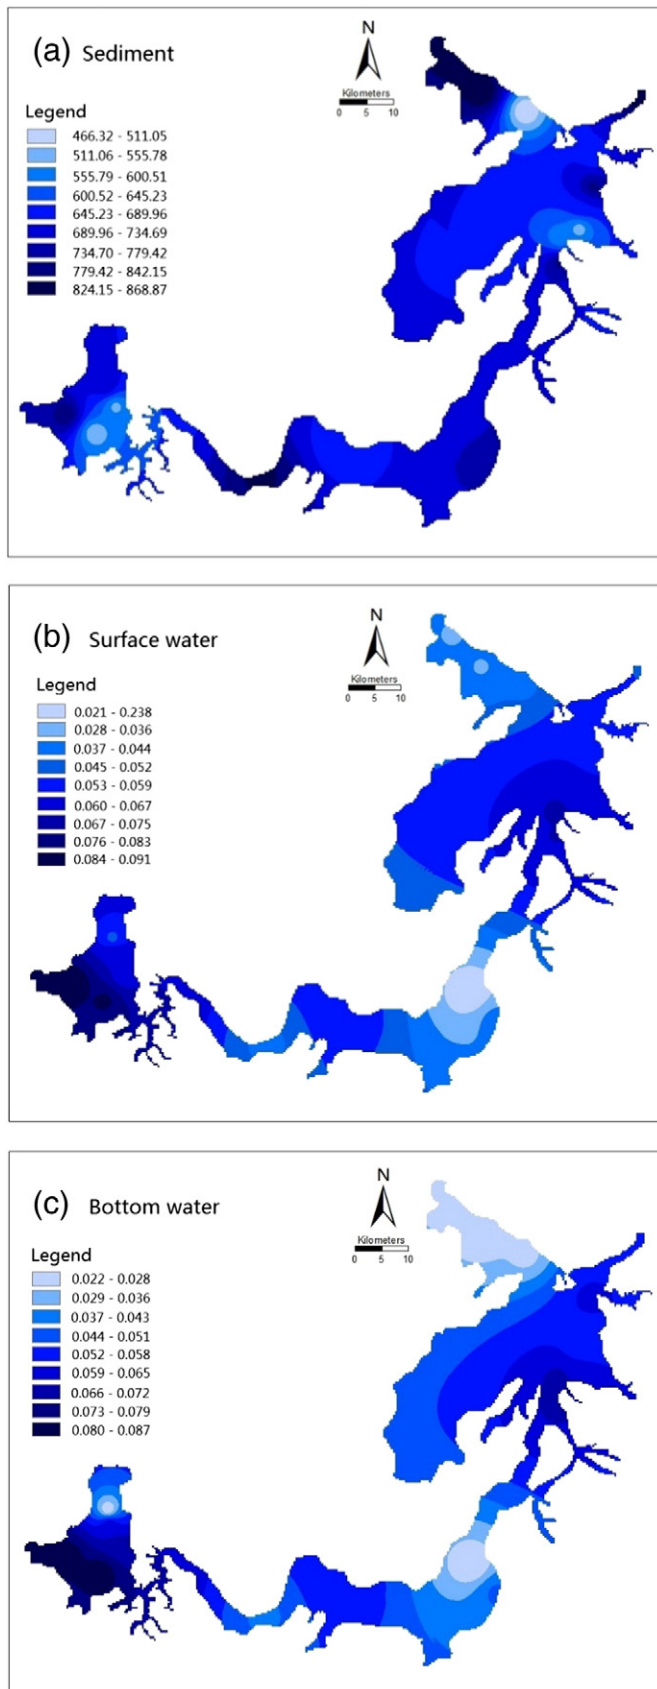 (a) Sediment
N
Kilometers
0 5 10
Legend
466.32 - 511.05
511.06 - 555.78
555.79 - 600.51
600.52 - 645.23
645.23 - 689.96
689.96 - 734.69
734.70 - 779.42
779.42 - 842.15
824.15 - 868.87
(b) Surface water
N
Kilometers
0 5 10
Legend
0.021 - 0.238
0.028 - 0.036
0.037 - 0.044
0.045 - 0.052
0.053 - 0.059
0.060 - 0.067
0.067 - 0.075
0.076 - 0.083
0.084 - 0.091
(c) Bottom water
N
Kilometers
0 5 10
Legend
0.022 - 0.028
0.029 - 0.036
0.037 - 0.043
0.044 - 0.051
0.052 - 0.058
0.059 - 0.065
0.066 - 0.072
0.073 - 0.079
0.080 - 0.087